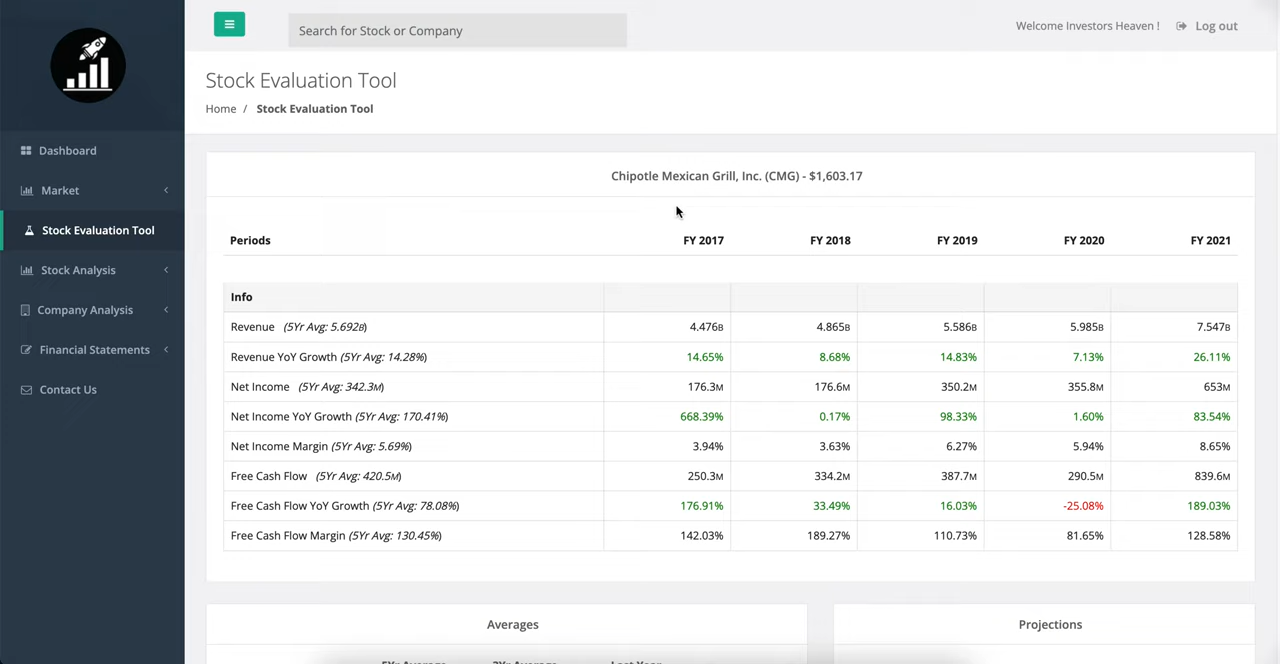 Search for Stock or Company
Welcome Investors Heaven !
Log out
Stock Evaluation Tool
Home / Stock Evaluation Tool
Dashboard
Market
Stock Evaluation Tool
Stock Analysis
Company Analysis
Financial Statements
Contact Us
Chipotle Mexican Grill, Inc. (CMG) - $1,603.17
Periods FY 2017 FY 2018 FY 2019 FY 2020 FY 2021
Info
Revenue (5Yr Avg: 5.692B) 4.476B 4.865B 5.586B 5.985B 7.547B
Revenue YoY Growth (5Yr Avg: 14.28%) 14.65% 8.68% 14.83% 7.13% 26.11%
Net Income (5Yr Avg: 342.3M) 176.3M 176.6M 350.2M 355.8M 653M
Net Income YoY Growth (5Yr Avg: 170.41%) 668.39% 0.17% 98.33% 1.60% 83.54%
Net Income Margin (5Yr Avg: 5.69%) 3.94% 3.63% 6.27% 5.94% 8.65%
Free Cash Flow (5Yr Avg: 420.5M) 250.3M 334.2M 387.7M 290.5M 839.6M
Free Cash Flow YoY Growth (5Yr Avg: 78.08%) 176.91% 33.49% 16.03% -25.08% 189.03%
Free Cash Flow Margin (5Yr Avg: 130.45%) 142.03% 189.27% 110.73% 81.65% 128.58%
Averages
Projections
5Yr Average 3Yr Average Last Year